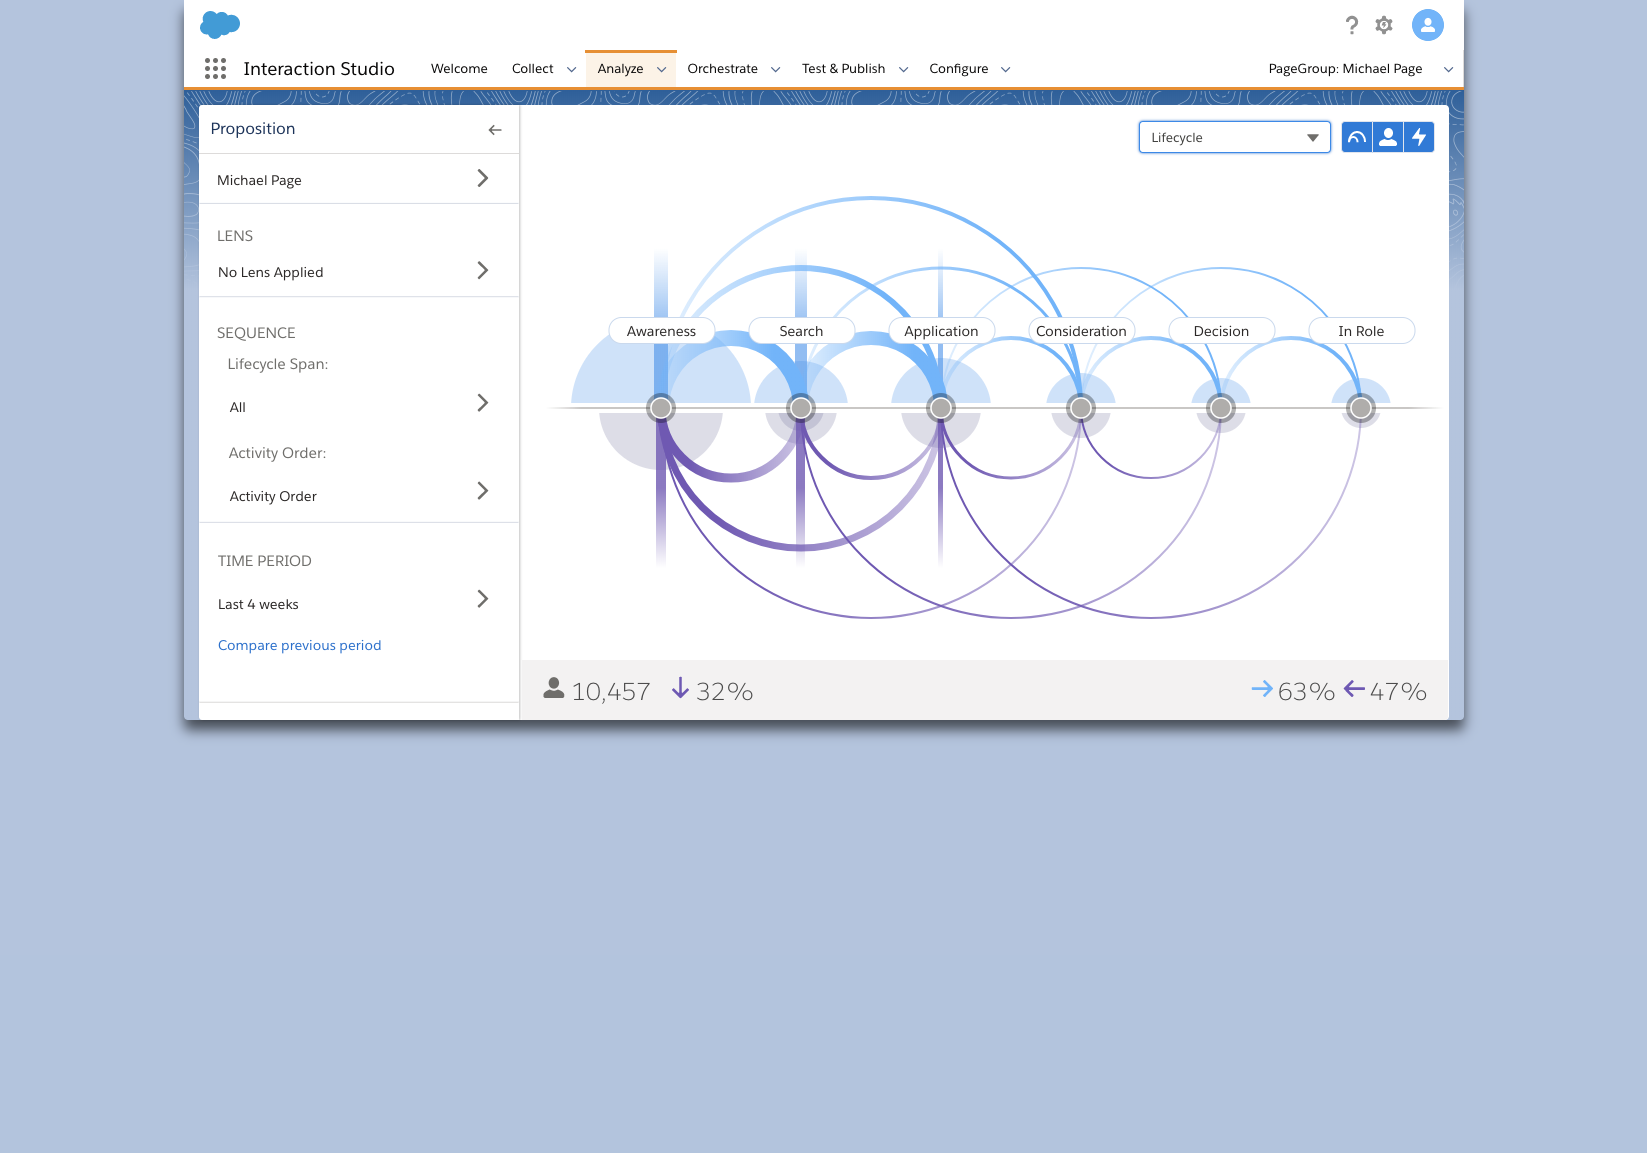 Interaction Studio
Welcome
Collect
Analyze
Orchestrate
Test & Publish
Configure
PageGroup: Michael Page
Proposition
Michael Page
LENS
No Lens Applied
SEQUENCE
Lifecycle Span:
All
Activity Order:
Activity Order
TIME PERIOD
Last 4 weeks
Compare previous period
Lifecycle
Awareness
Search
Application
Consideration
Decision
In Role
10,457
32%
63%
47%